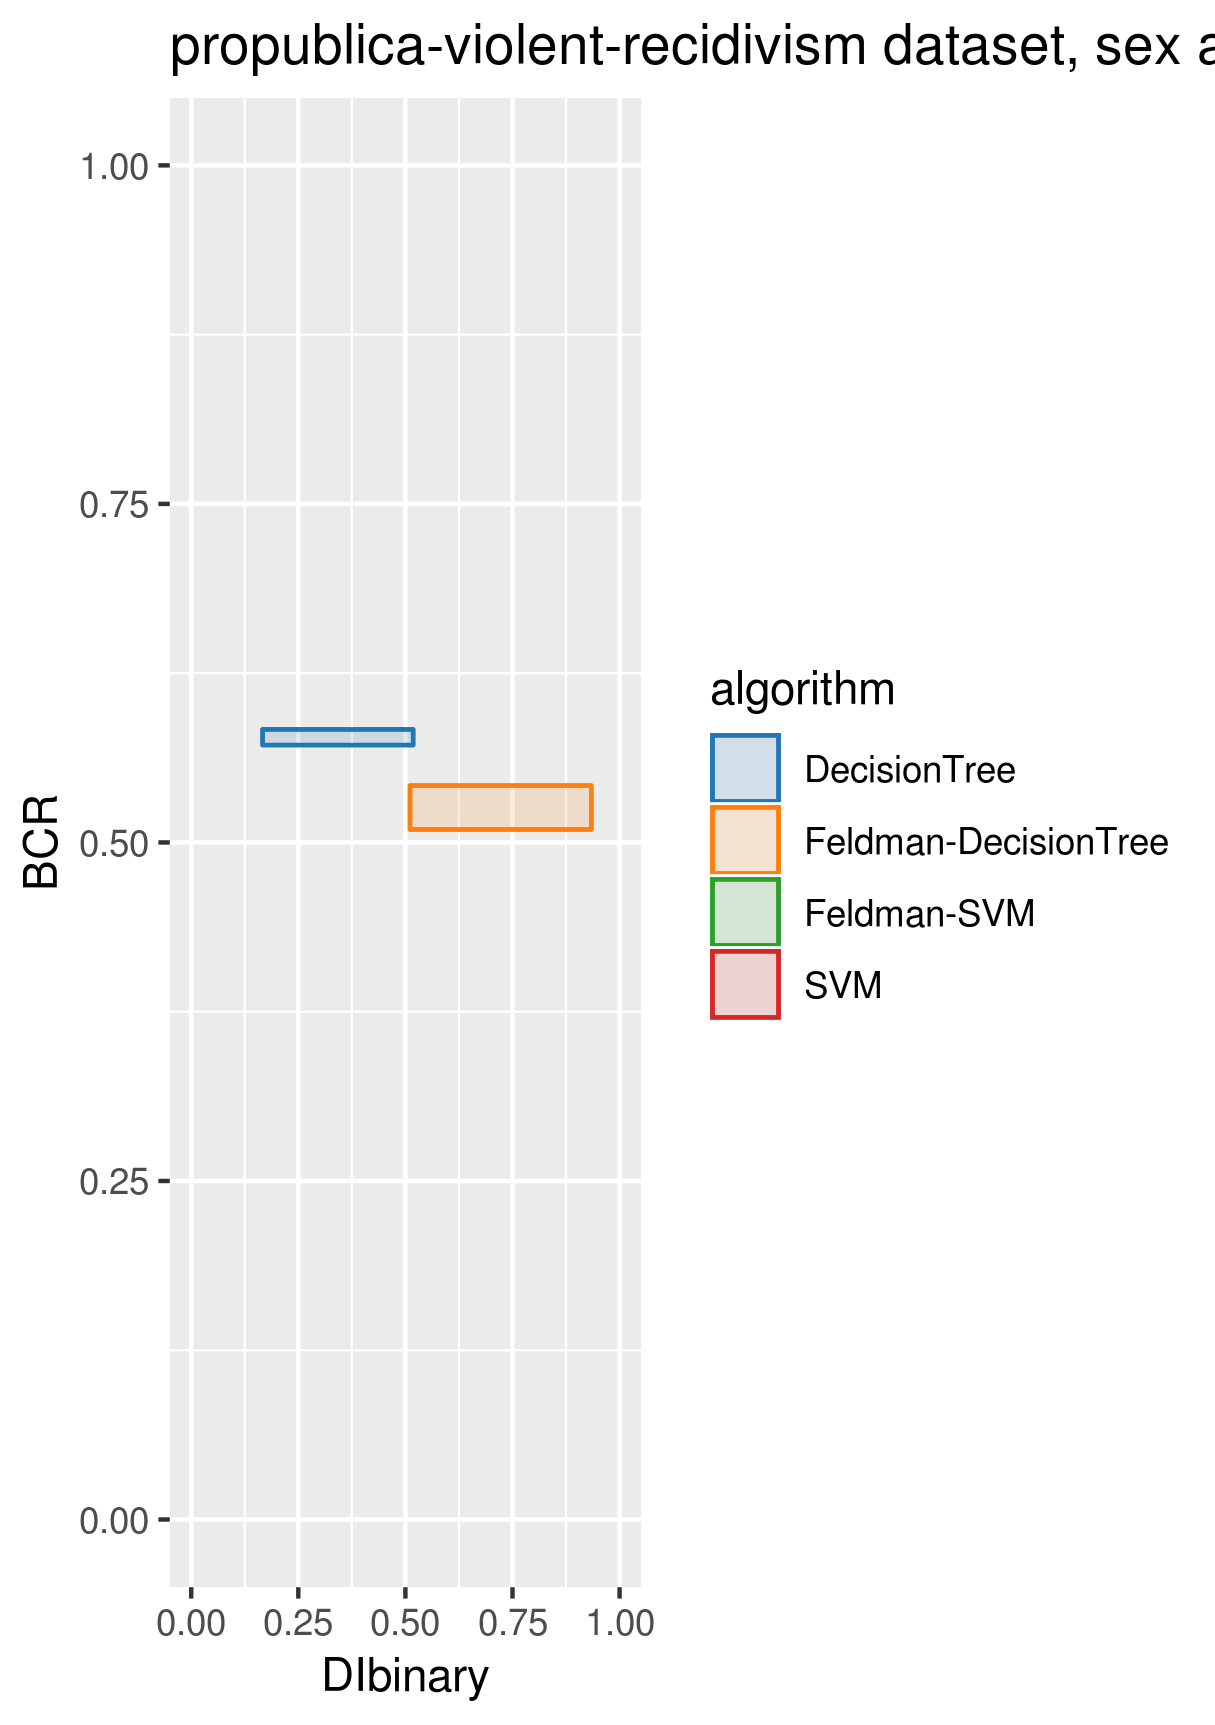 propublica-violent-recidivism dataset, sex
1.00
0.75
0.50
0.25
0.00
BCR
0.00 0.25 0.50 0.75 1.00
DIbinary
algorithm
DecisionTree
Feldman-DecisionTree
Feldman-SVM
SVM